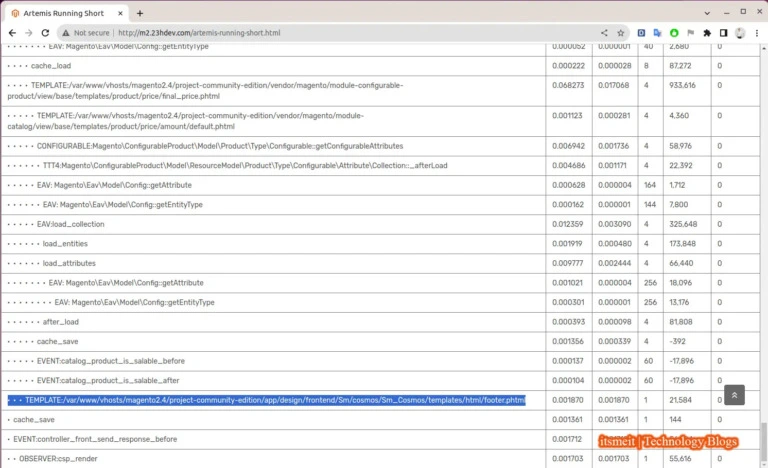 Artemis Running Short
Not secure | http://m2.23hdev.com/artemis-running-short.html
• • • • • • • EAV: Magento\Eav\Model\Config::getEntityType 0.000052 0.000001 40 2,680 0
• • • • cache_load 0.000222 0.000028 8 87,272 0
• • • • TEMPLATE:/var/www/vhosts/magento2.4/project-community-edition/vendor/magento/module-configurable-
product/view/base/templates/product/price/final_price.phtml 0.068273 0.017068 4 933,616 0
• • • • • TEMPLATE:/var/www/vhosts/magento2.4/project-community-edition/vendor/magento/module-
catalog/view/base/templates/product/price/amount/default.phtml 0.001123 0.000281 4 4,360 0
• • • • • CONFIGURABLE:Magento\ConfigurableProduct\Model\Product\Type\Configurable::getConfigurableAttributes 0.006942 0.001736 4 58,976 0
• • • • • • TTT4:Magento\ConfigurableProduct\Model\ResourceModel\Product\Type\Configurable\Attribute\Collection::_afterLoad 0.004686 0.001171 4 22,392 0
• • • • • EAV: Magento\Eav\Model\Config::getAttribute 0.000628 0.000004 164 1,712 0
• • • • • • EAV: Magento\Eav\Model\Config::getEntityType 0.000162 0.000001 144 7,800 0
• • • • • EAV:load_collection 0.012359 0.003090 4 325,648 0
• • • • • • load_entities 0.001919 0.000480 4 173,848 0
• • • • • • load_attributes 0.009777 0.002444 4 66,440 0
• • • • • • • EAV: Magento\Eav\Model\Config::getAttribute 0.001021 0.000004 256 18,096 0
• • • • • • • • EAV: Magento\Eav\Model\Config::getEntityType 0.000301 0.000001 256 13,176 0
• • • • • • after_load 0.000393 0.000098 4 81,808 0
• • • • • cache_save 0.001356 0.000339 4 -392 0
• • • • • EVENT:catalog_product_is_salable_before 0.000137 0.000002 60 -17,896 0
• • • • • EVENT:catalog_product_is_salable_after 0.000104 0.000002 60 -17,896 0
• • • TEMPLATE:/var/www/vhosts/magento2.4/project-community-edition/app/design/frontend/Sm/cosmos/Sm_Cosmos/templates/html/footer.phtml 0.001870 0.001870 1 21,584 0
• cache_save 0.001361 0.001361 1 144 0
• EVENT:controller_front_send_response_before 0.001712
itsmeit | Technology Blogs
• • OBSERVER:csp_render 0.001703 0.001703 1 55,616 0